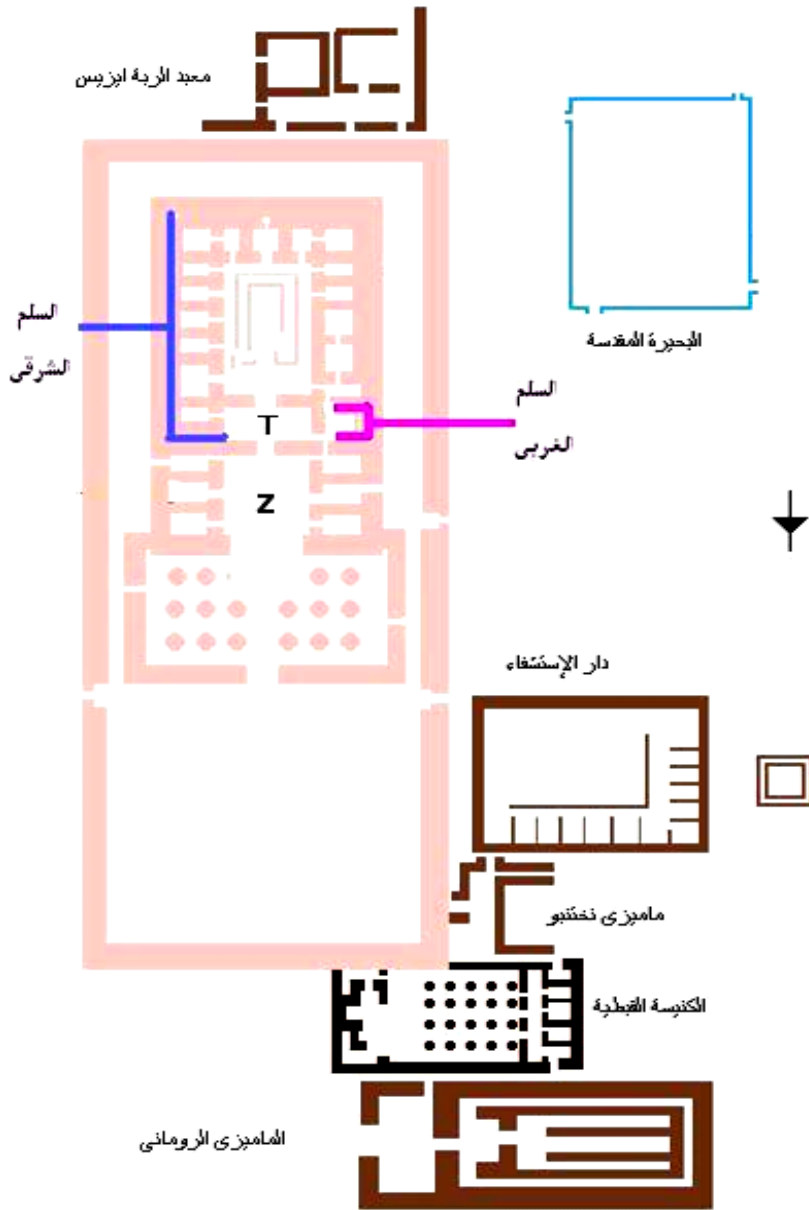 معبد الربة ايزيس
السلم
الشرقى
البحيرة المقدسة
السلم
الغربى
T
Z
دار الإستشفاء
ماميزى نختنبو
الكنيسة القبطية
الماميزى الرومانى